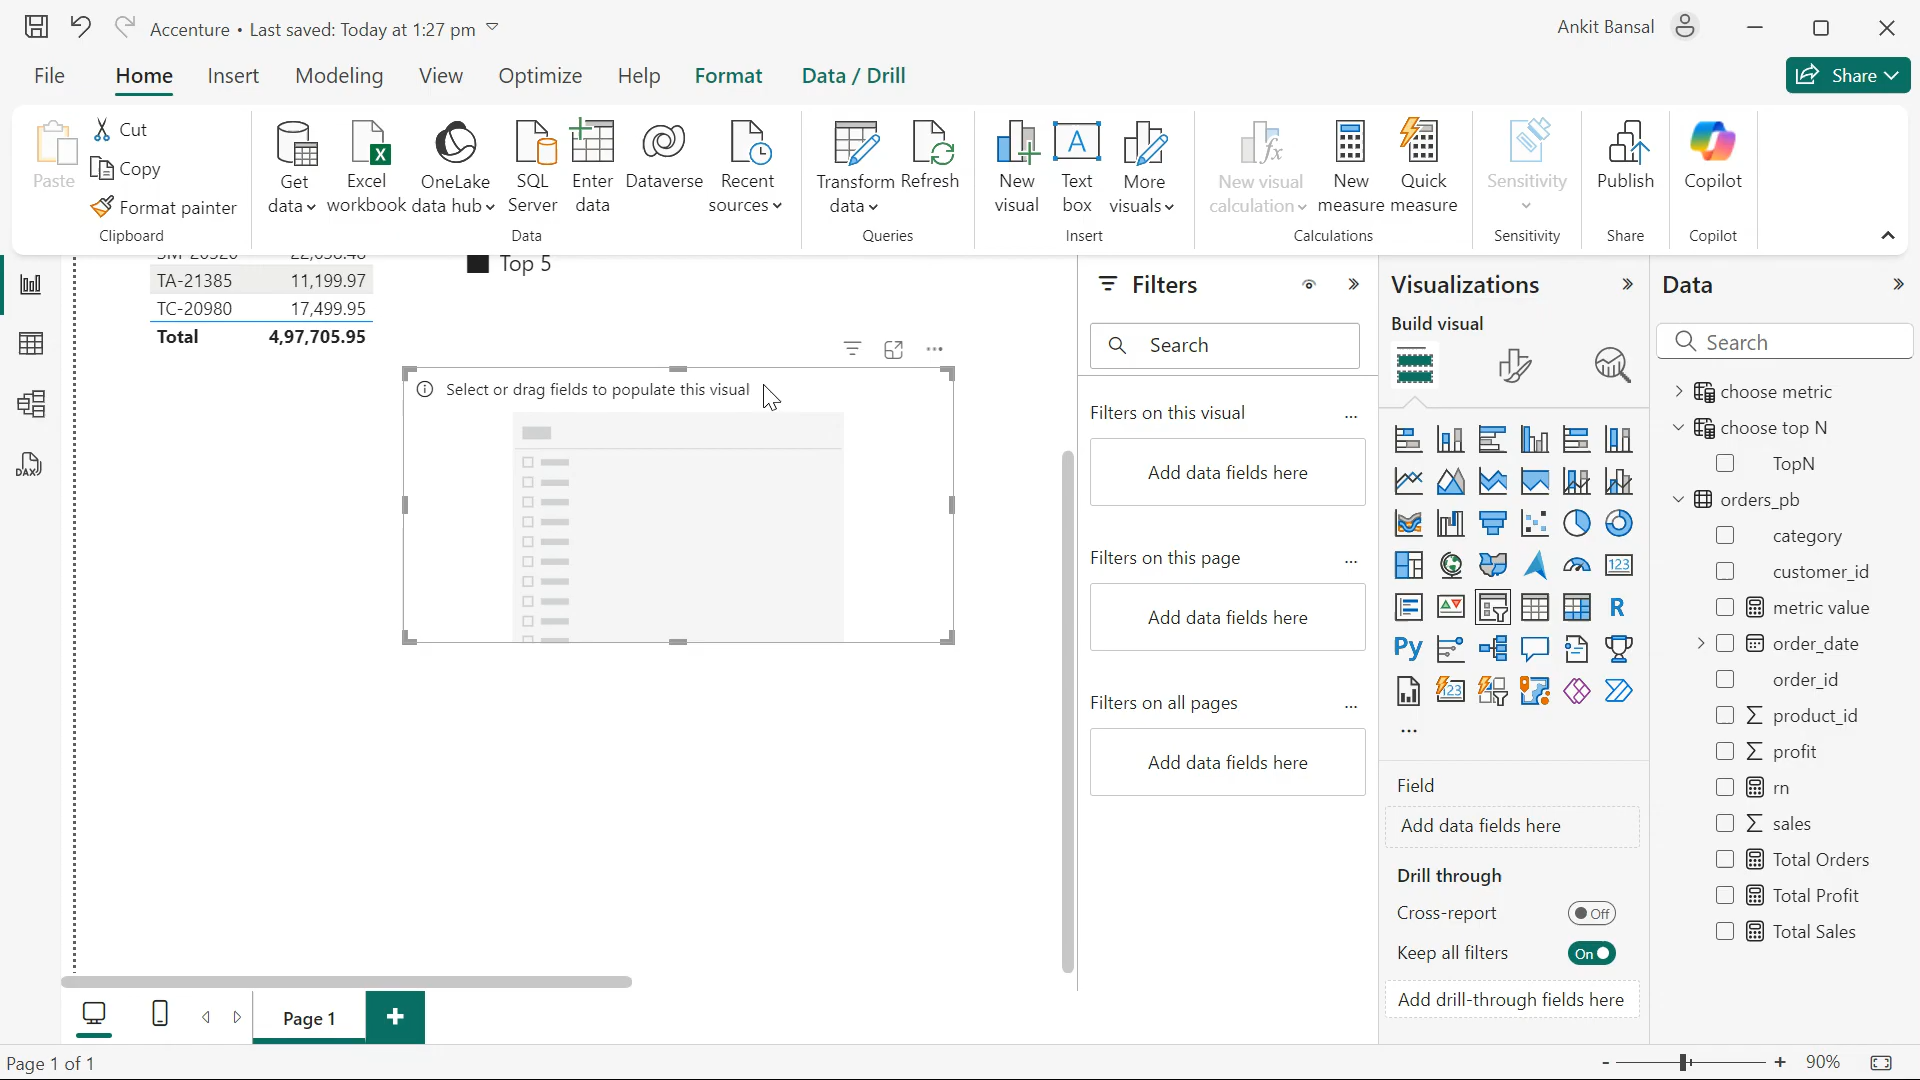 Accenture • Last saved: Today at 1:27 pm
Ankit Bansal
File Home Insert Modeling View Optimize Help Format Data / Drill
Share
Paste
Cut
Copy
Format painter
Clipboard
Get data
Excel workbook
OneLake data hub
SQL Server
Enter data
Dataverse
Recent sources
Data
Transform data
Refresh
Queries
New visual
Text box
More visuals
Insert
New visual calculation
New measure
Quick measure
Calculations
Sensitivity
Sensitivity
Publish
Share
Copilot
Copilot
TA-21385 11,199.97
TC-20980 17,499.95
Total 4,97,705.95
Top 5
Select or drag fields to populate this visual
Filters
Search
Filters on this visual ...
Add data fields here
Filters on this page ...
Add data fields here
Filters on all pages ...
Add data fields here
Visualizations
Build visual
123
R
Py
123
...
Field
Add data fields here
Drill through
Cross-report Off
Keep all filters On
Add drill-through fields here
Data
Search
choose metric
choose top N
TopN
orders_pb
category
customer_id
metric value
order_date
order_id
product_id
profit
rn
sales
Total Orders
Total Profit
Total Sales
DAX
Page 1
+
Page 1 of 1
- + 90%